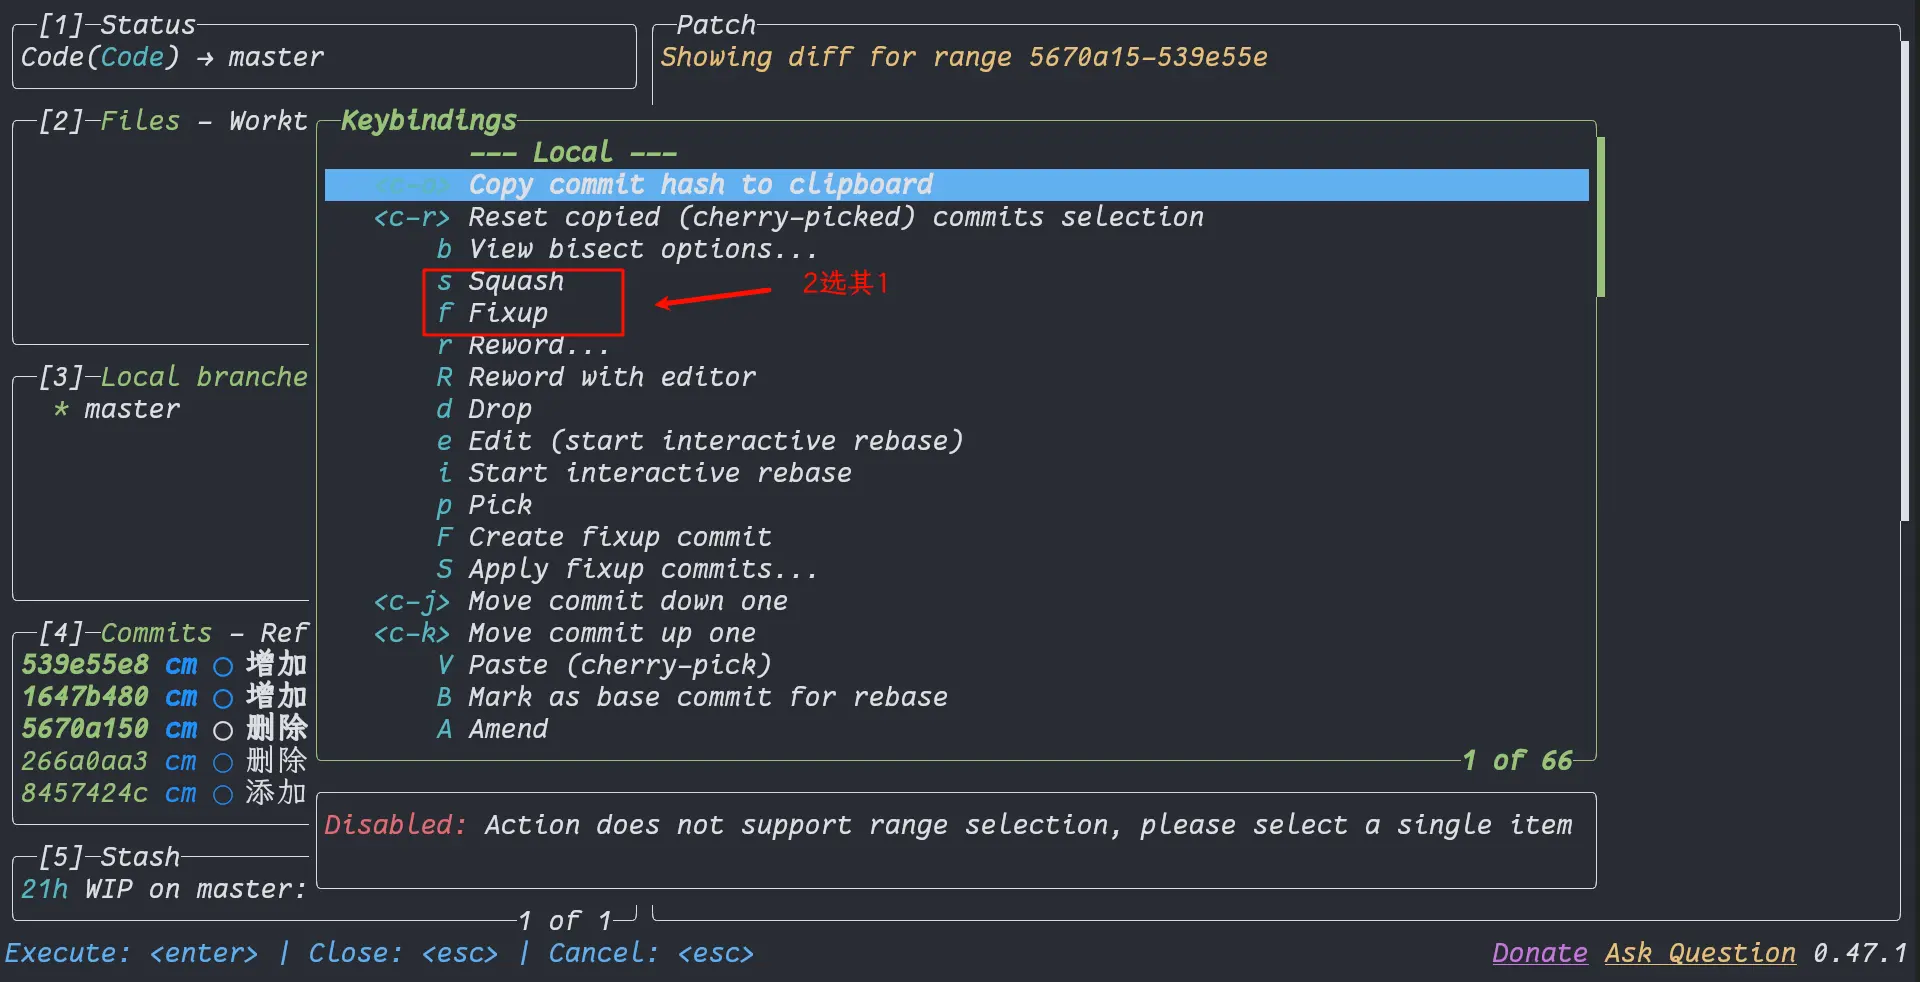 [1]-Status
Code(Code) → master
Patch
Showing diff for range 5670a15-539e55e
[2]-Files - Workt
Keybindings
--- Local ---
<c-o> Copy commit hash to clipboard
<c-r> Reset copied (cherry-picked) commits selection
b View bisect options...
s Squash
f Fixup
2选其1
r Reword...
R Reword with editor
d Drop
e Edit (start interactive rebase)
i Start interactive rebase
p Pick
F Create fixup commit
S Apply fixup commits...
<c-j> Move commit down one
<c-k> Move commit up one
V Paste (cherry-pick)
B Mark as base commit for rebase
A Amend
1 of 66
[3]-Local branche
* master
[4]-Commits - Ref
539e55e8 cm ○ 增加
1647b480 cm ○ 增加
5670a150 cm ○ 删除
266a0aa3 cm ○ 删除
8457424c cm ○ 添加
Disabled: Action does not support range selection, please select a single item
[5]-Stash
21h WIP on master:
1 of 1
Execute: <enter> | Close: <esc> | Cancel: <esc>
Donate Ask Question 0.47.1